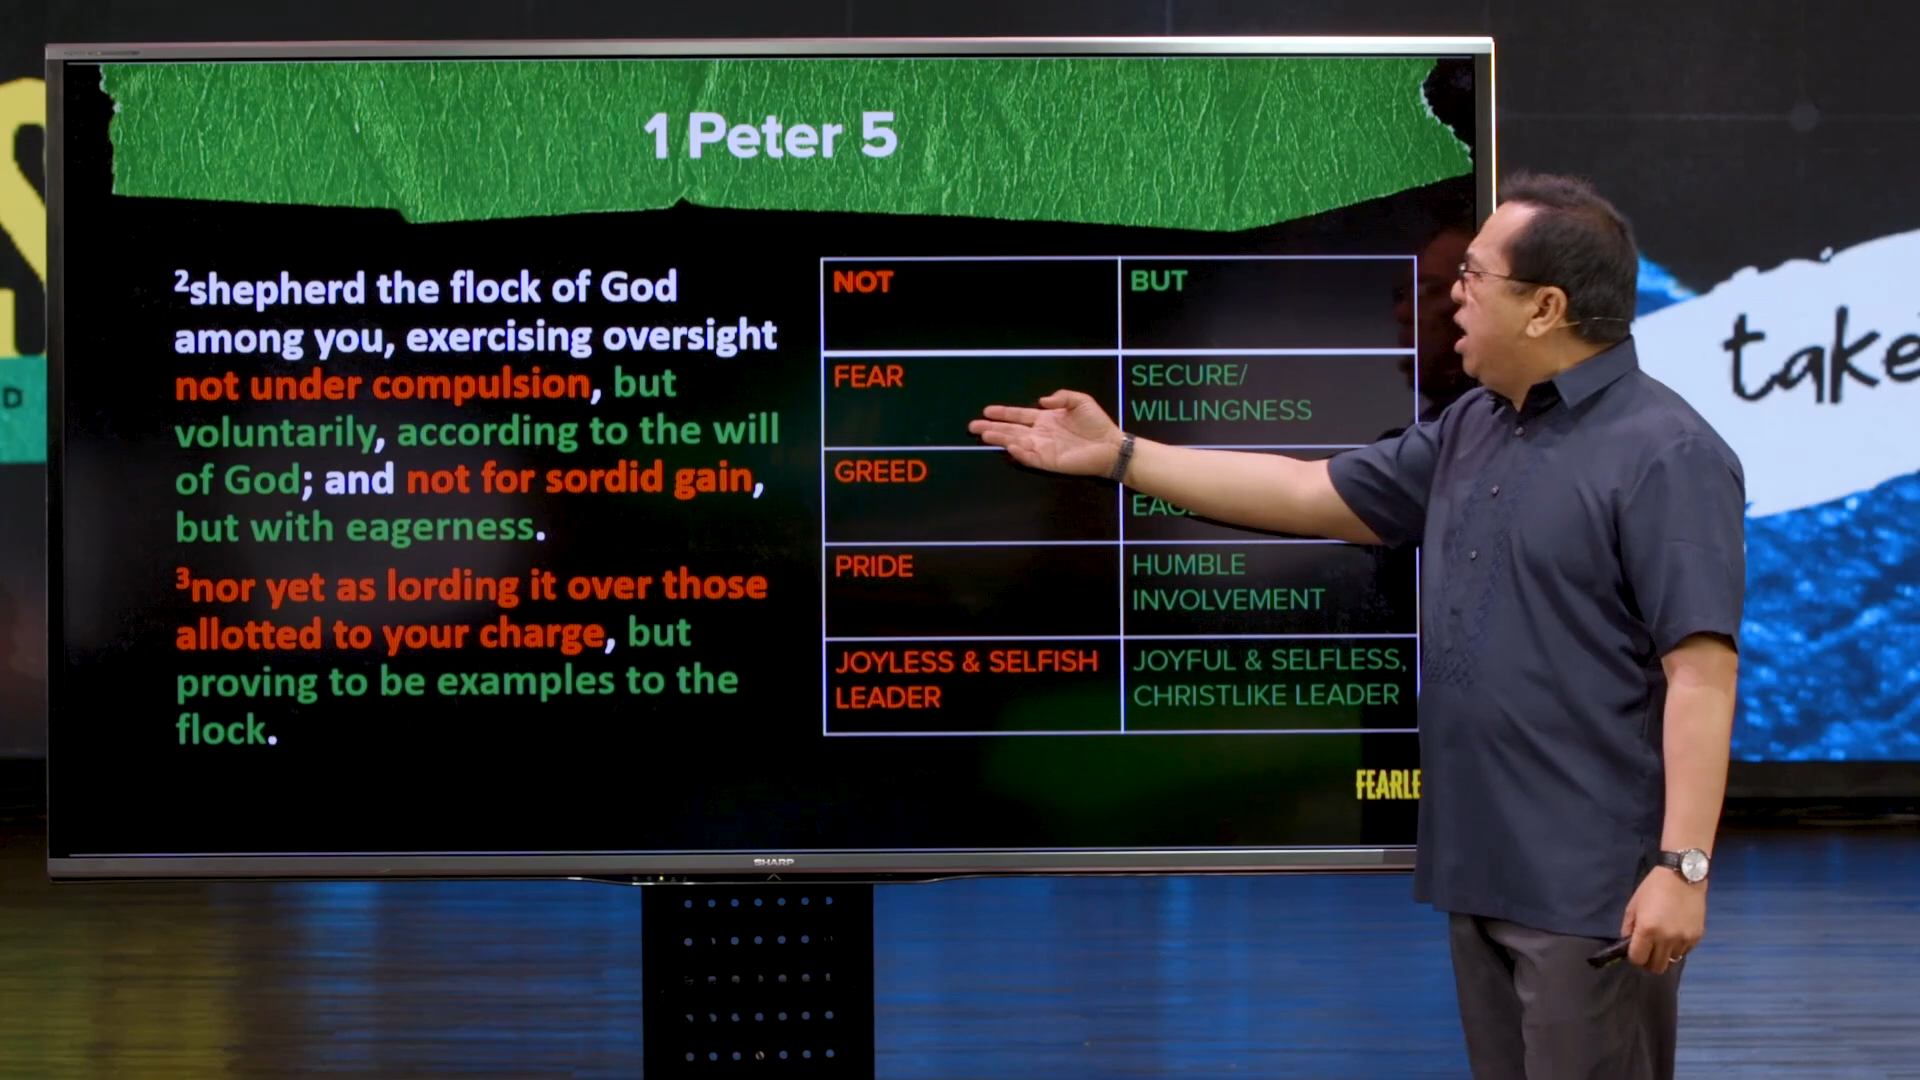 1 Peter 5
²shepherd the flock of God
among you, exercising oversight
not under compulsion, but
voluntarily, according to the will
of God; and not for sordid gain,
but with eagerness.
³nor yet as lording it over those
allotted to your charge, but
proving to be examples to the
flock.
NOT
BUT
FEAR
SECURE/
WILLINGNESS
GREED
PRIDE
HUMBLE
INVOLVEMENT
JOYLESS & SELFISH
LEADER
JOYFUL & SELFLESS,
CHRISTLIKE LEADER
SHARP
take
D